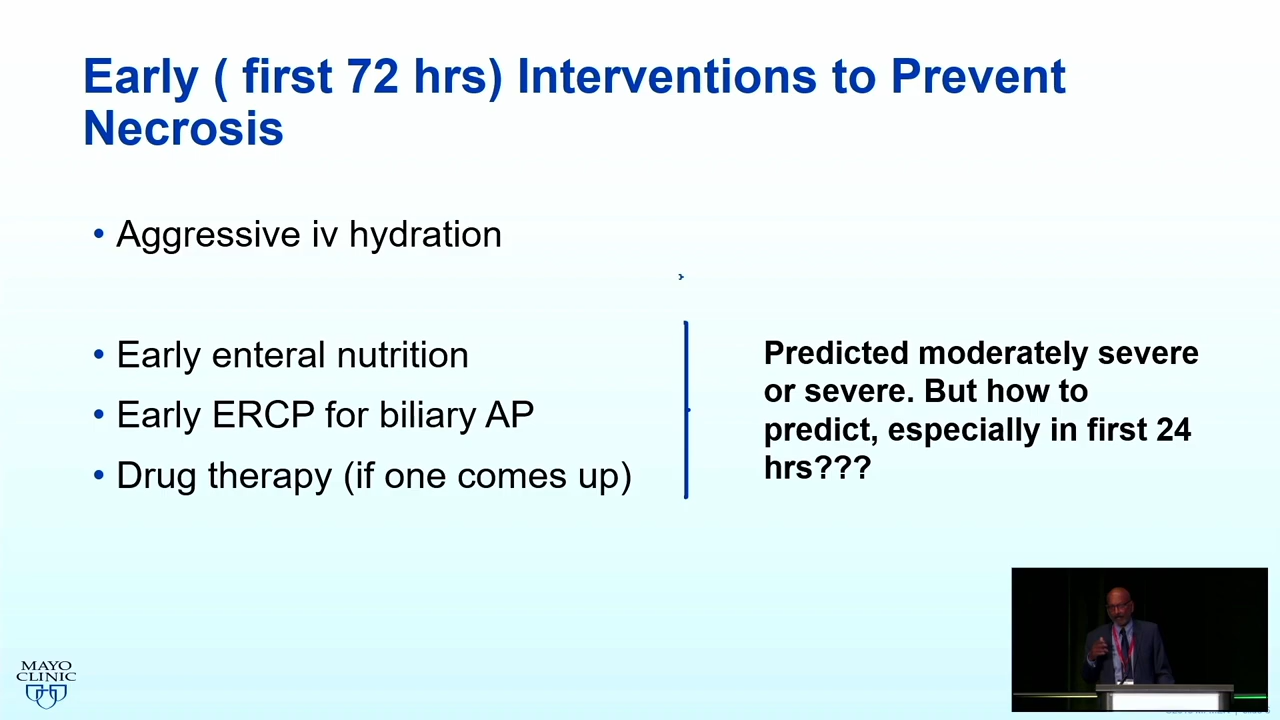 Early ( first 72 hrs) Interventions to Prevent
Necrosis
• Aggressive iv hydration
• Early enteral nutrition
• Early ERCP for biliary AP
• Drug therapy (if one comes up)
Predicted moderately severe
or severe. But how to
predict, especially in first 24
hrs???
MAYO
CLINIC